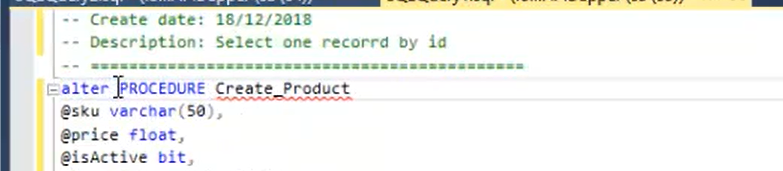 -- Create date: 18/12/2018
-- Description: Select one recorrd by id
-- =============================================
alter PROCEDURE Create_Product
@sku varchar(50),
@price float,
@isActive bit,